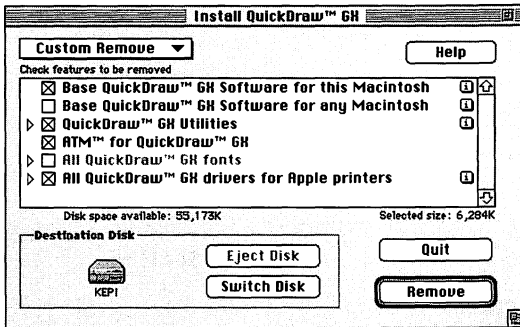 Install QuickDraw™ GX
Custom Remove
Help
Check features to be removed
Base QuickDraw™ GX Software for this Macintosh
Base QuickDraw™ GX Software for any Macintosh
QuickDraw™ GX Utilities
ATM™ for QuickDraw™ GX
All QuickDraw™ GX fonts
All QuickDraw™ GX drivers for Apple printers
Disk space available: 55,173K Selected size: 6,284K
Destination Disk
KEPI
Eject Disk
Switch Disk
Quit
Remove